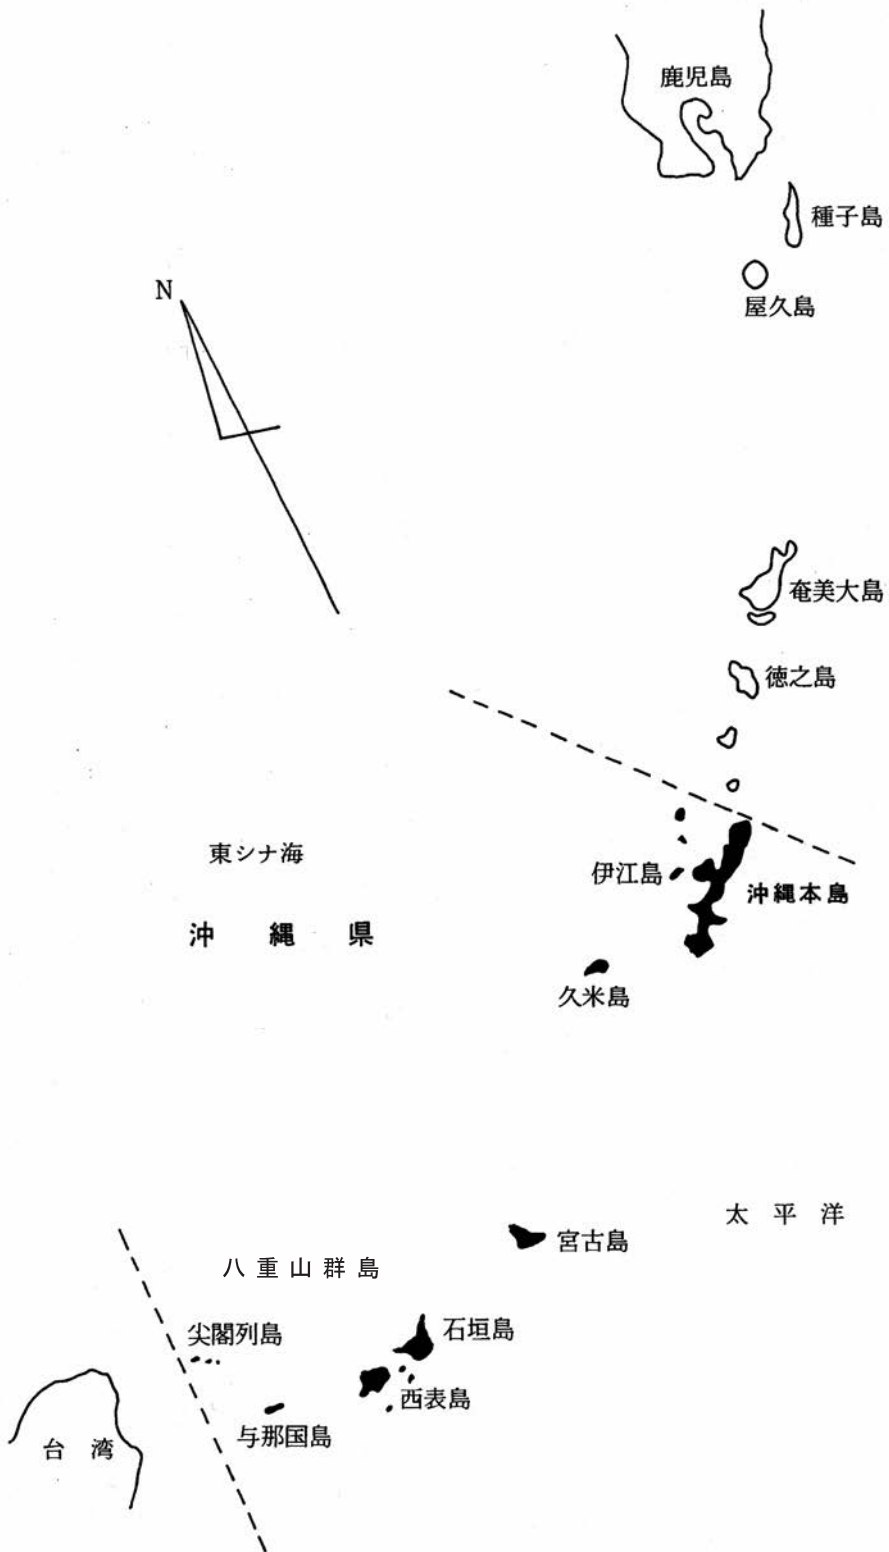 鹿児島
種子島
屋久島
N
奄美大島
徳之島
東シナ海
伊江島
沖縄本島
沖縄県
久米島
太平洋
宮古島
八重山群島
尖閣列島
石垣島
西表島
与那国島
台湾